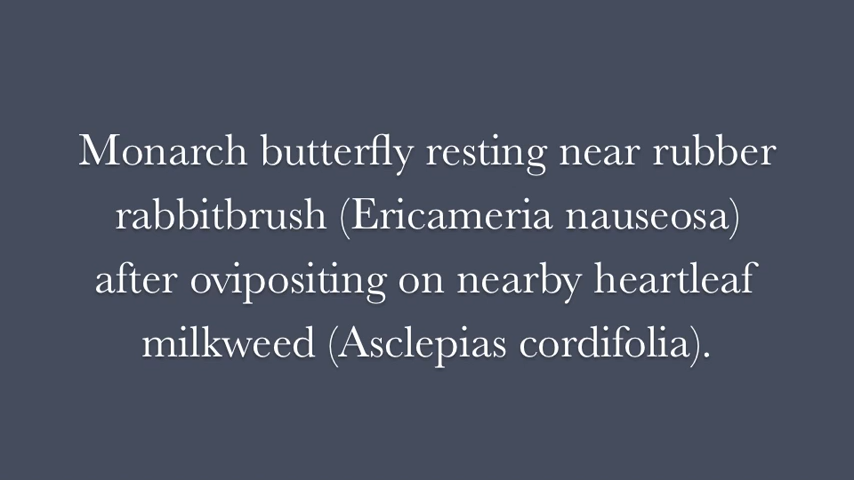 Monarch butterfly resting near rubber
rabbitbrush (Ericameria nauseosa)
after ovipositing on nearby heartleaf
milkweed (Asclepias cordifolia).